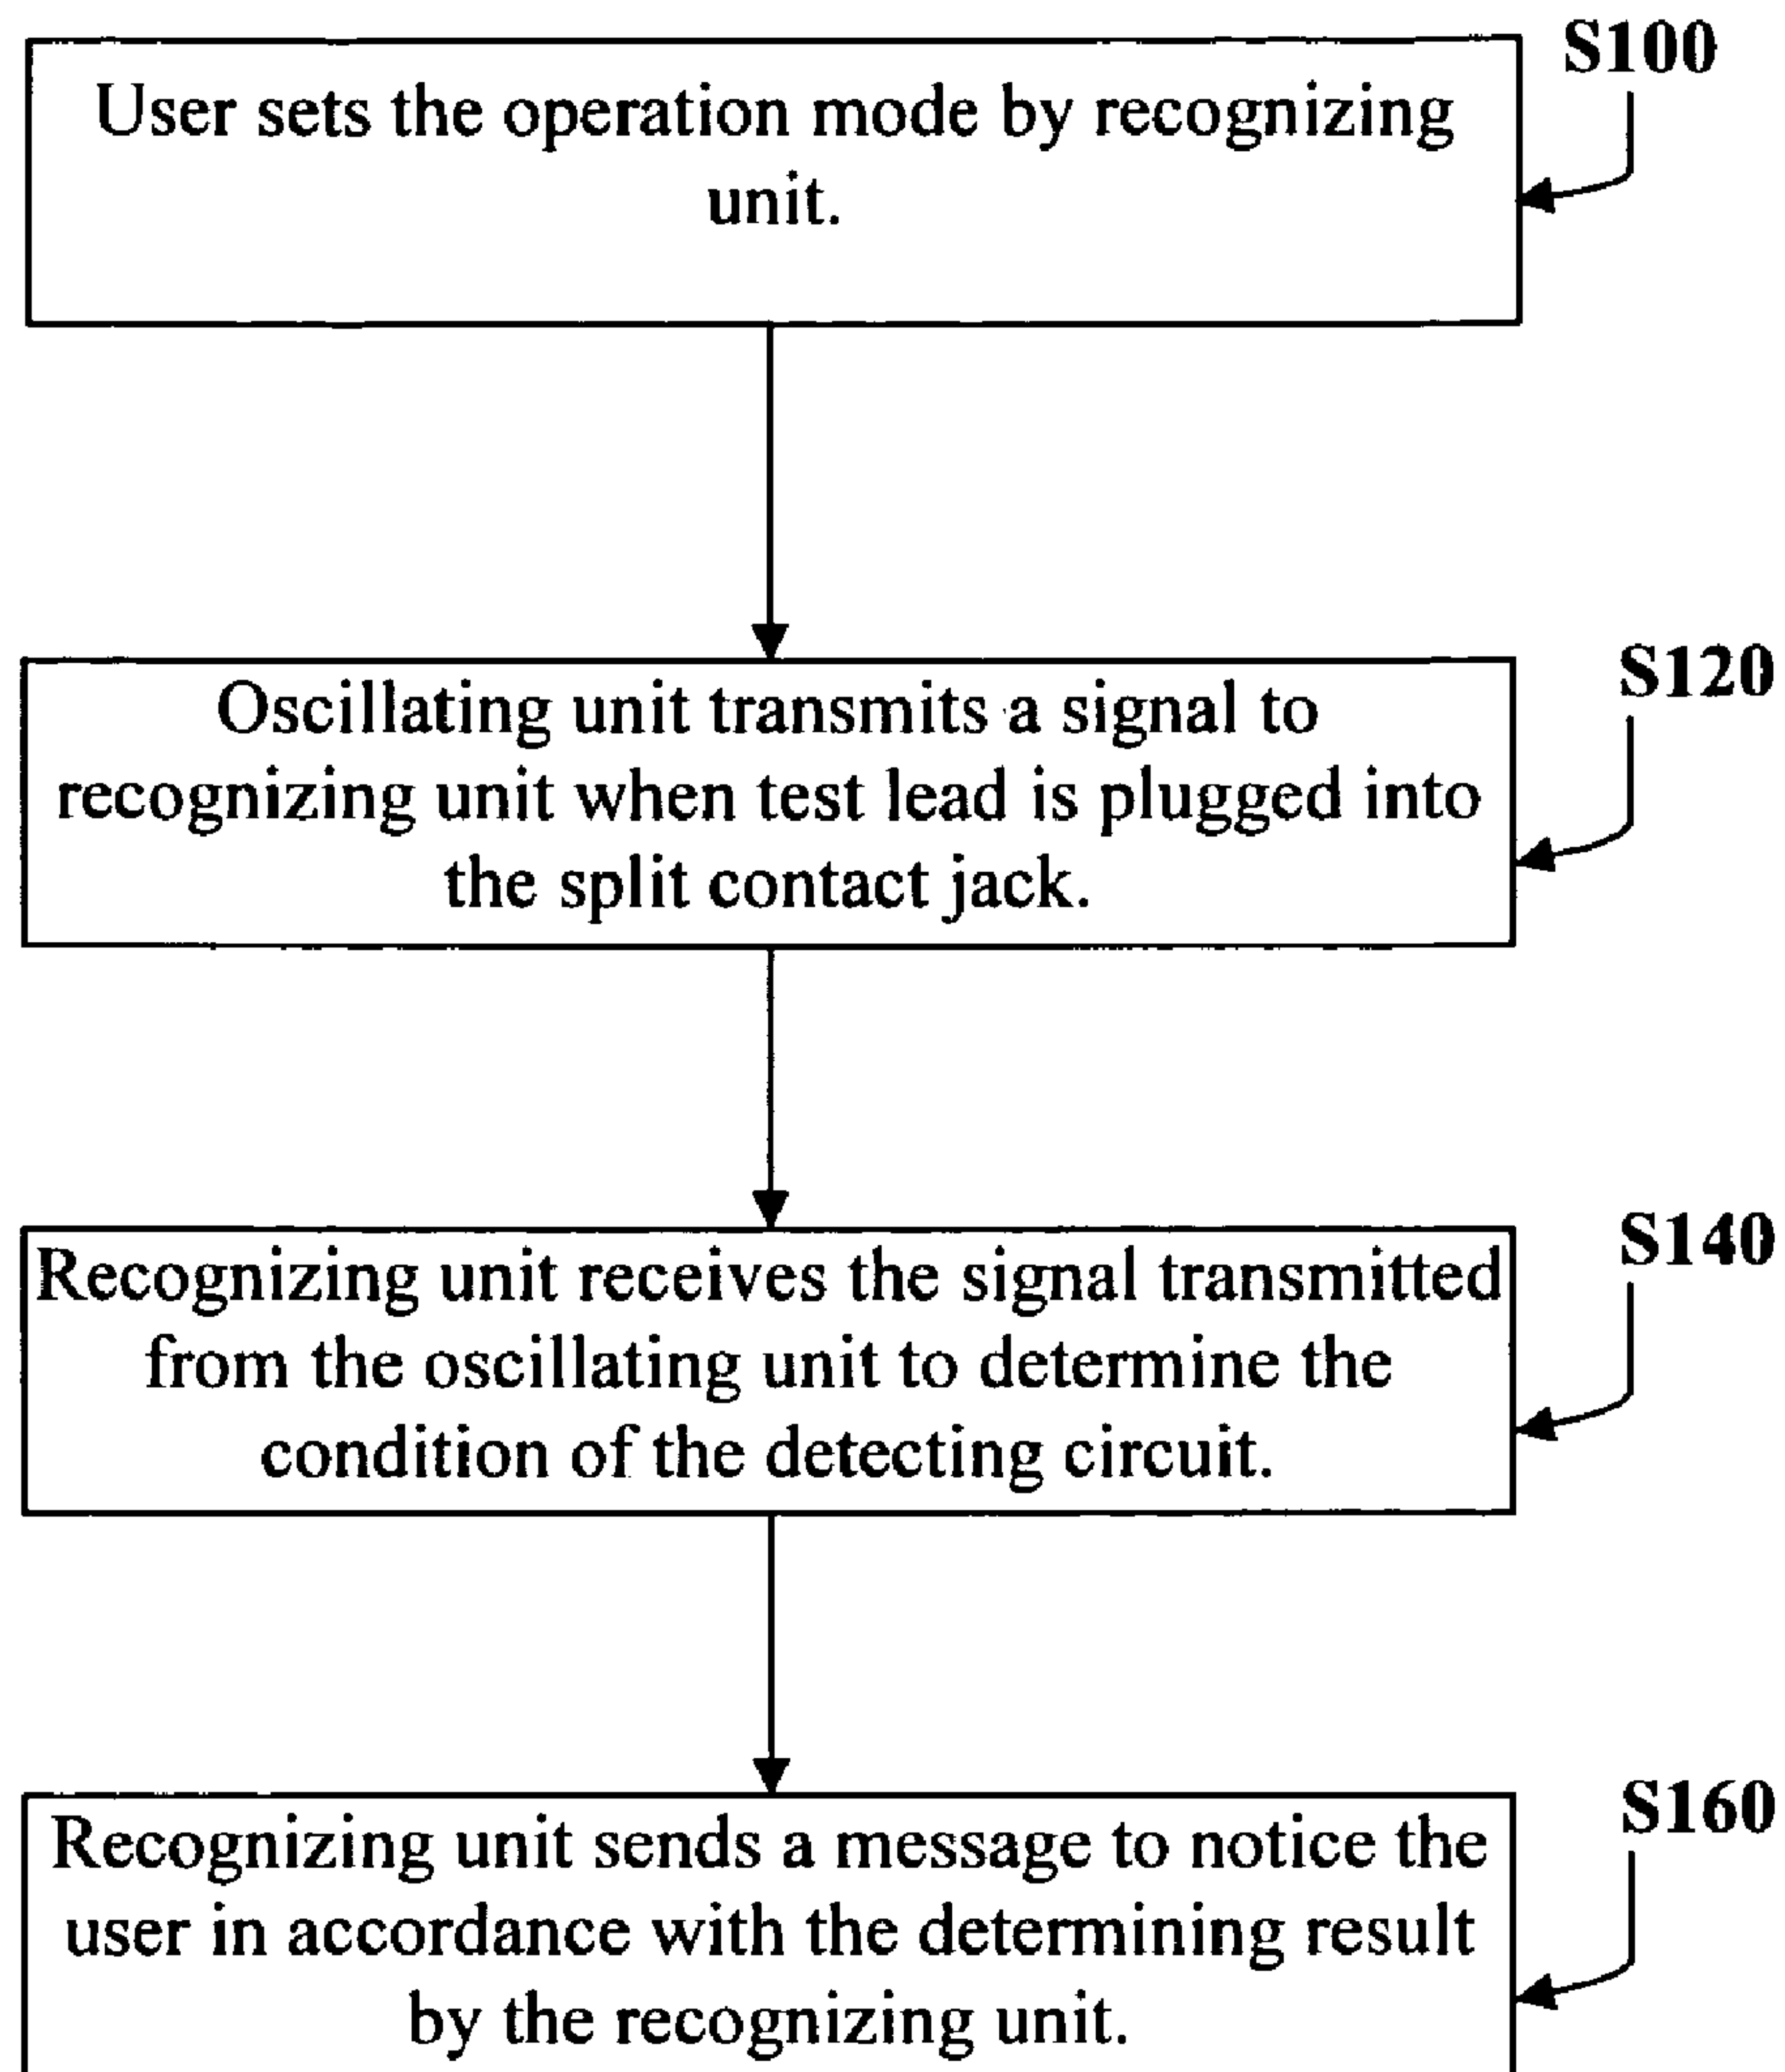 S100
User sets the operation mode by recognizing
unit.
S120
Oscillating unit transmits a signal to
recognizing unit when test lead is plugged into
the split contact jack.
S140
Recognizing unit receives the signal transmitted
from the oscillating unit to determine the
condition of the detecting circuit.
S160
Recognizing unit sends a message to notice the
user in accordance with the determining result
by the recognizing unit.